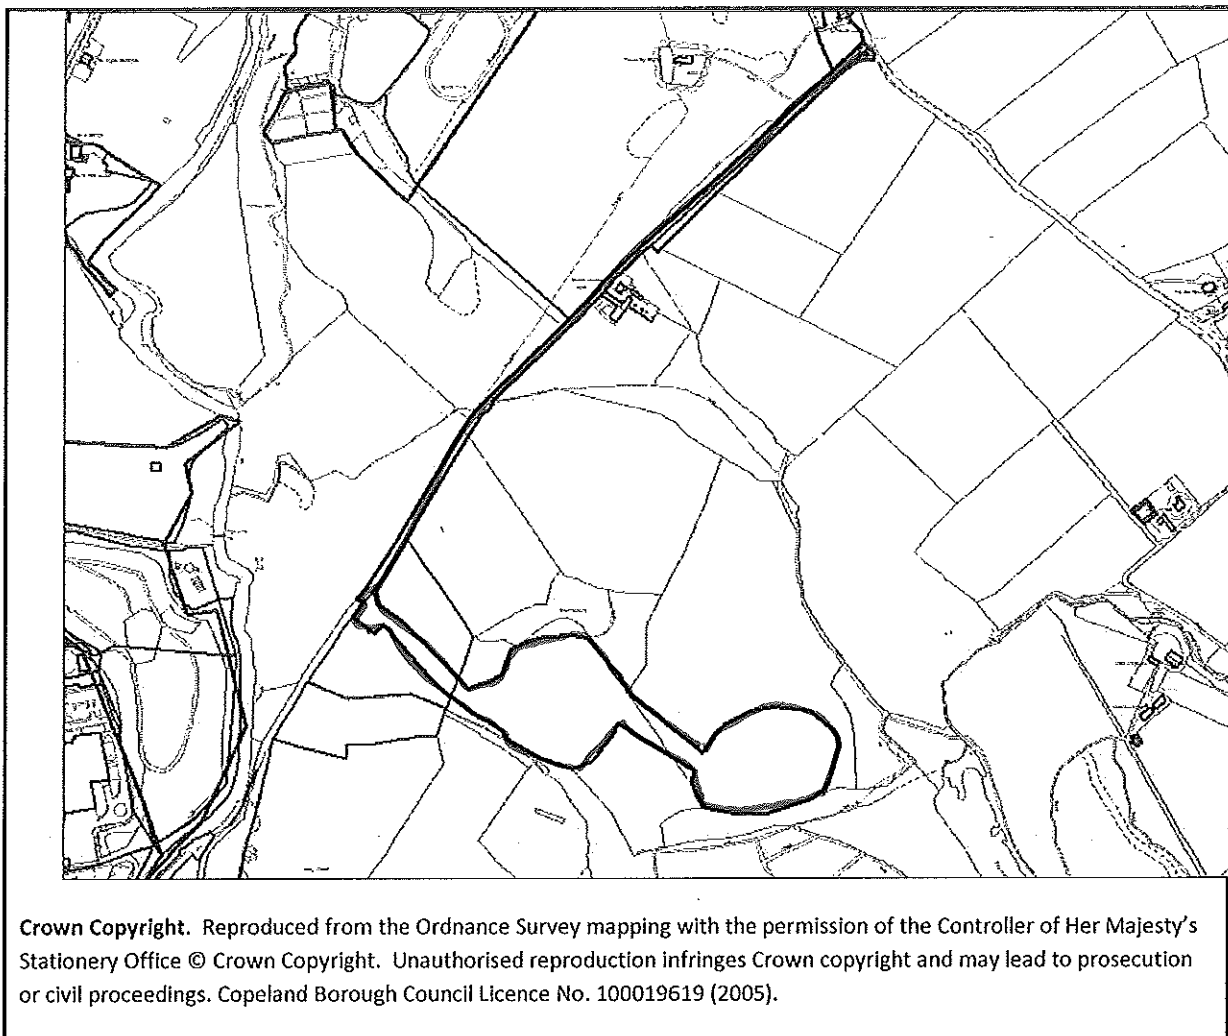 Crown Copyright. Reproduced from the Ordnance Survey mapping with the permission of the Controller of Her Majesty's
Stationery Office © Crown Copyright. Unauthorised reproduction infringes Crown copyright and may lead to prosecution
or civil proceedings. Copeland Borough Council Licence No. 100019619 (2005).